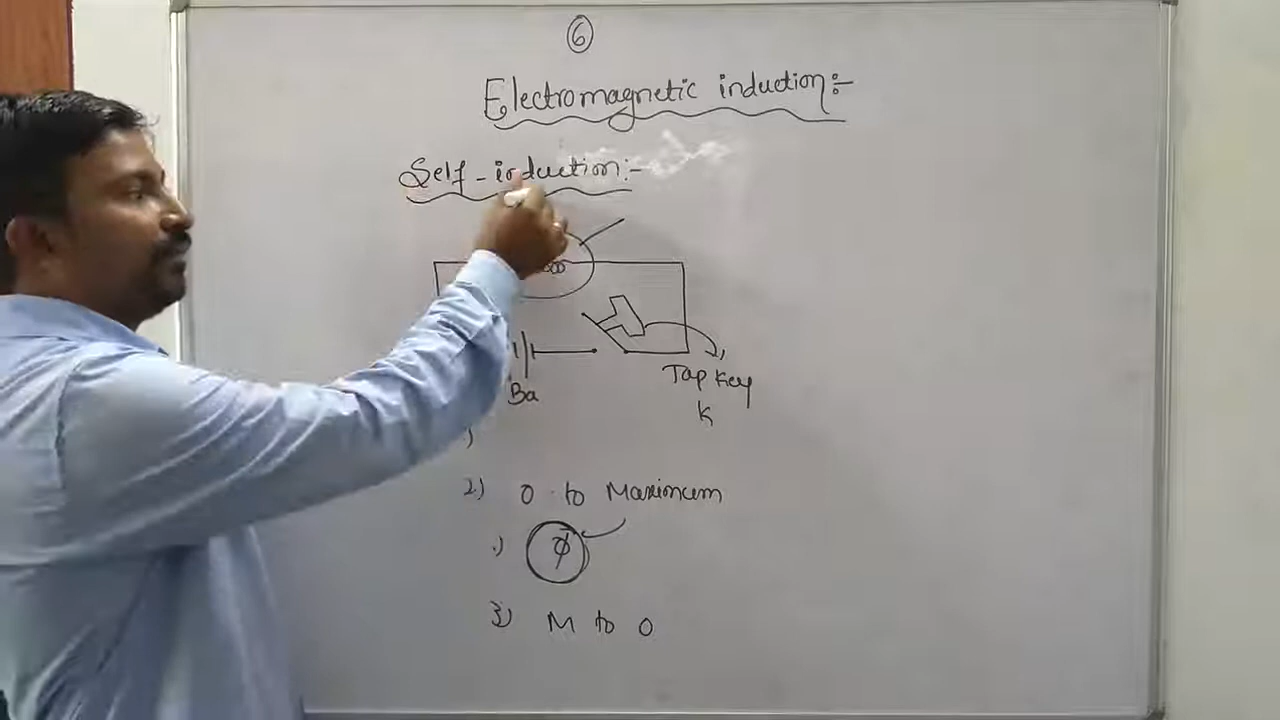 6
Electromagnetic induction:-
Self-induction:-
Tap Key
K
Ba
)
2) 0 to Maximum
.) Φ
3) M to 0